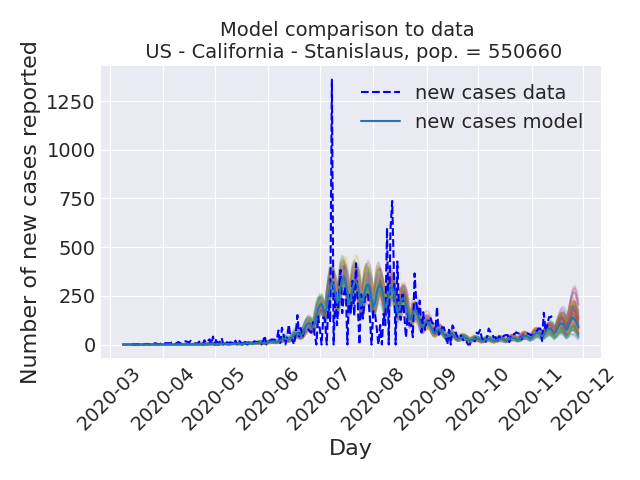 Model comparison to data
US - California - Stanislaus, pop. = 550660
Number of new cases reported
1250
1000
750
500
250
0
new cases data
new cases model
2020-03
2020-04
2020-05
2020-06
2020-07
2020-08
2020-09
2020-10
2020-11
2020-12
Day